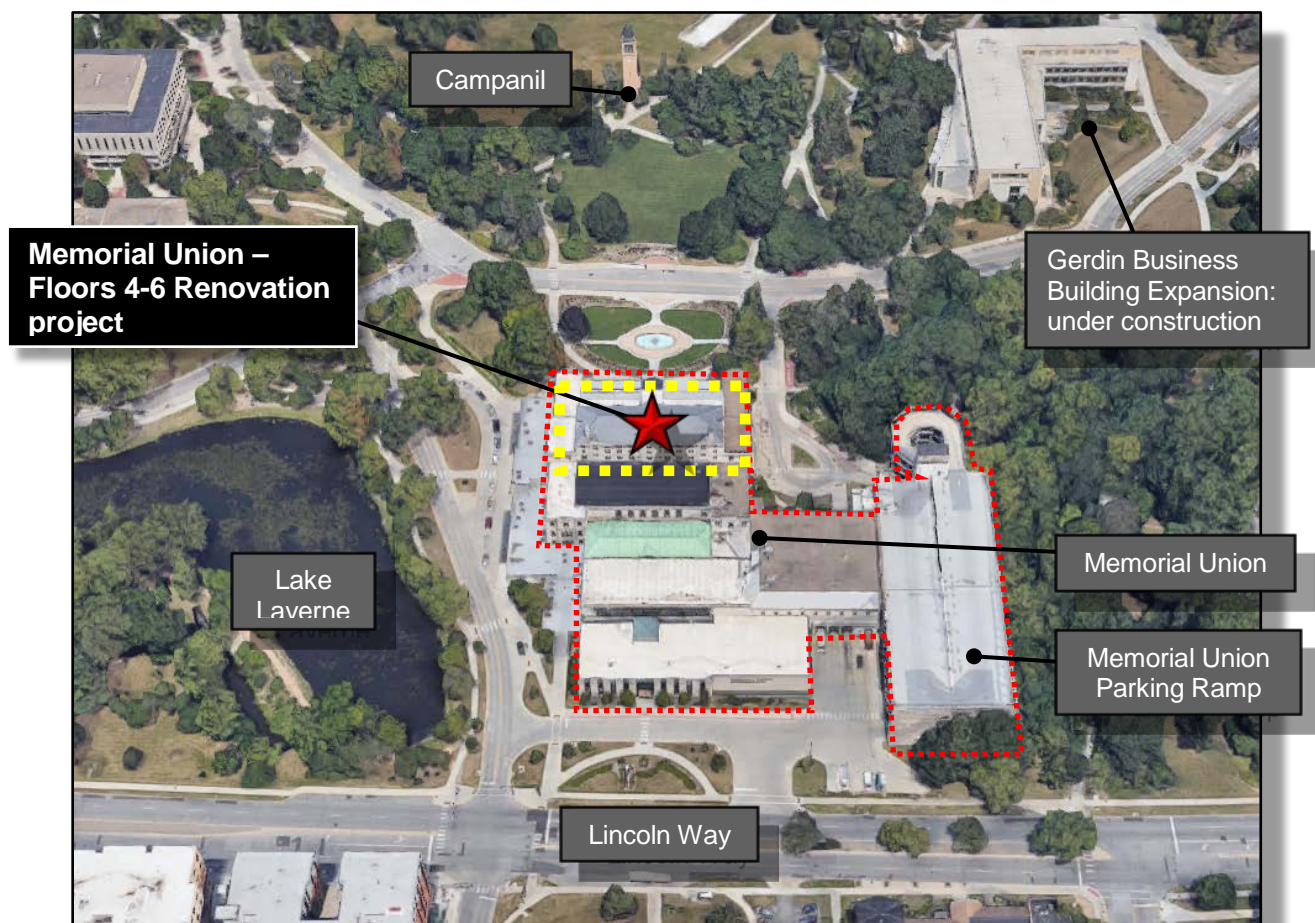 Campanil
Memorial Union –
Floors 4-6 Renovation
project
Gerdin Business
Building Expansion:
under construction
Lake
Laverne
Memorial Union
Memorial Union
Parking Ramp
Lincoln Way